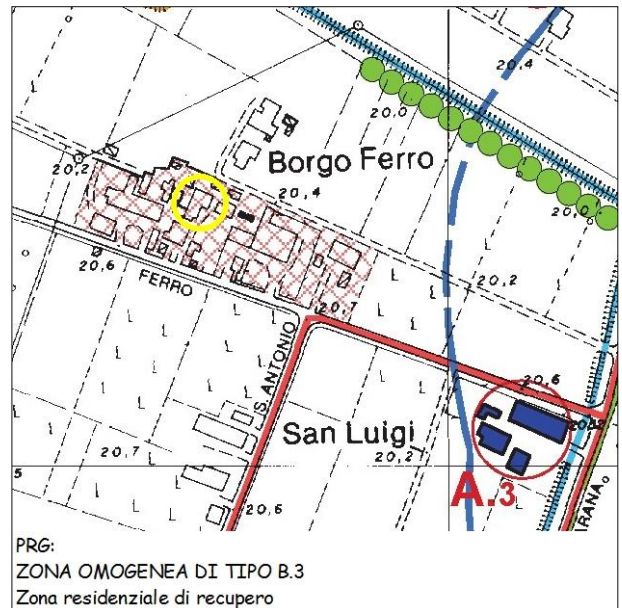 20,4
20,0
Borgo Ferro
20,2
20,4
20,0
20,6
FERRO
20,2
20,7
S. ANTONIO
20,6
San Luigi
20,2
20,7
5
A.3
20,6
PRG:
ZONA OMOGENEA DI TIPO B.3
Zona residenziale di recupero